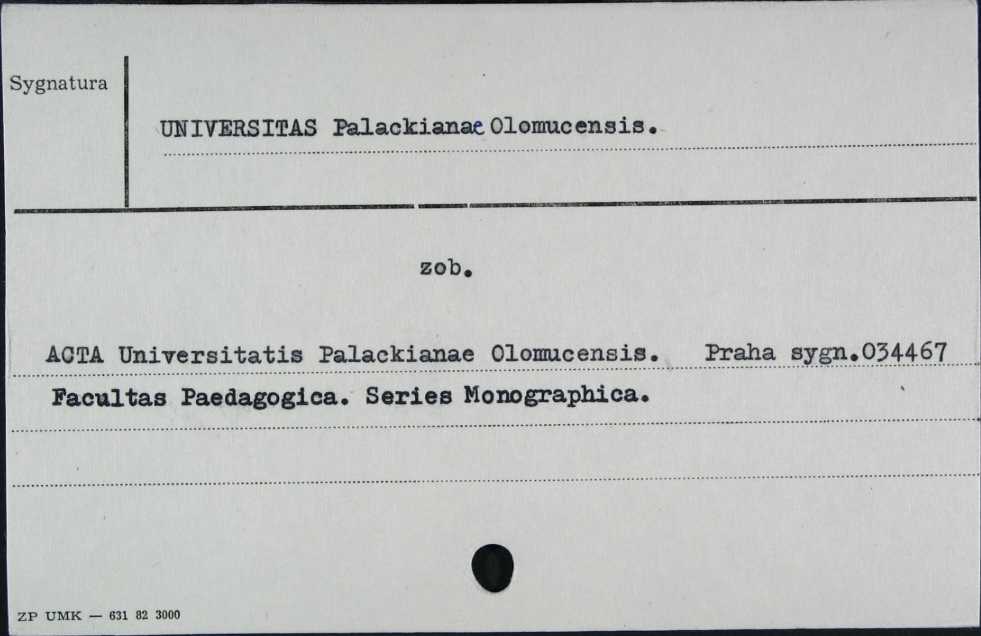 Sygnatura
UNIVERSITAS Palackianae Olomucensis.
zob.
ACTA Universitatis Palackianae Olomucensis. Praha sygn.034467
Facultas Paedagogica. Series Monographica.
ZP UMK — 631 82 3000